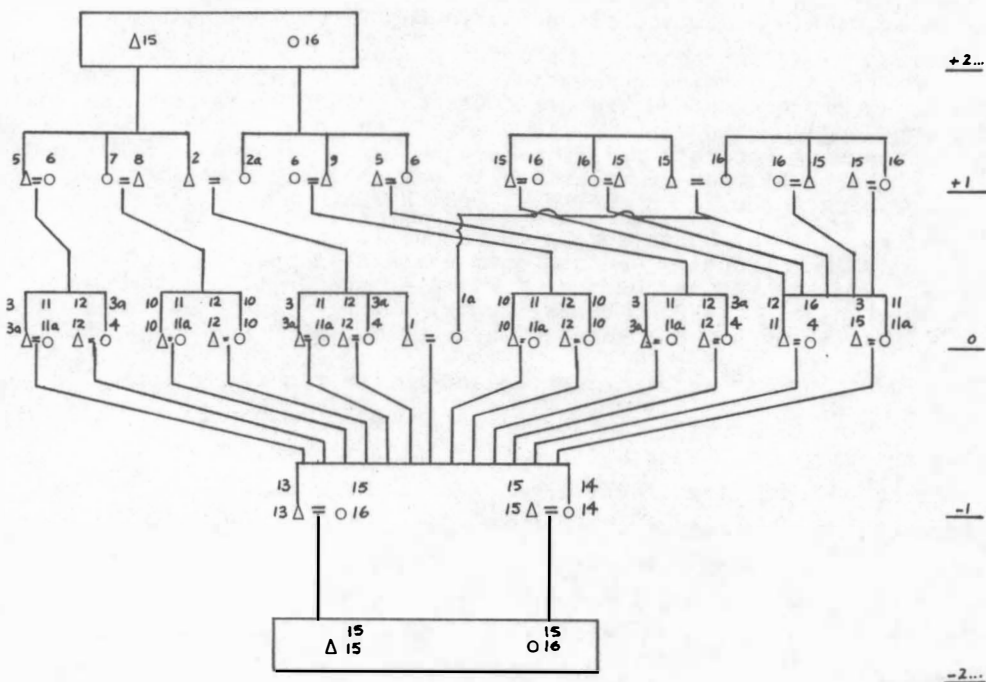 △ 15 ○ 16
+2...
5 6 7 8 2 2a 6 9 5 6 15 16 16 15 15 16 16 15 15 16
△ = ○ ○ = △ △ = ○ ○ = △ △ = ○ △ = ○ ○ = △ △ = ○ ○ = △ △ = ○
+1
3 11 12 3a 10 11 12 10 3 11 12 3a 1a 10 11 12 10 3 11 12 3a 12 16 3 11
3a 11a 12 4 10 11a 12 10 3a 11a 12 4 1 10 11a 12 10 3a 11a 12 4 11 4 15 11a
△ = ○ △ = ○ △ = ○ △ = ○ △ = ○ △ = ○ △ = ○ △ = ○ △ = ○ △ = ○ △ = ○ △ = ○ △ = ○
0
13 15 15 14
13 △ = ○ 16 15 △ = ○ 14
-1
15 15
△ 15 ○ 16
-2...